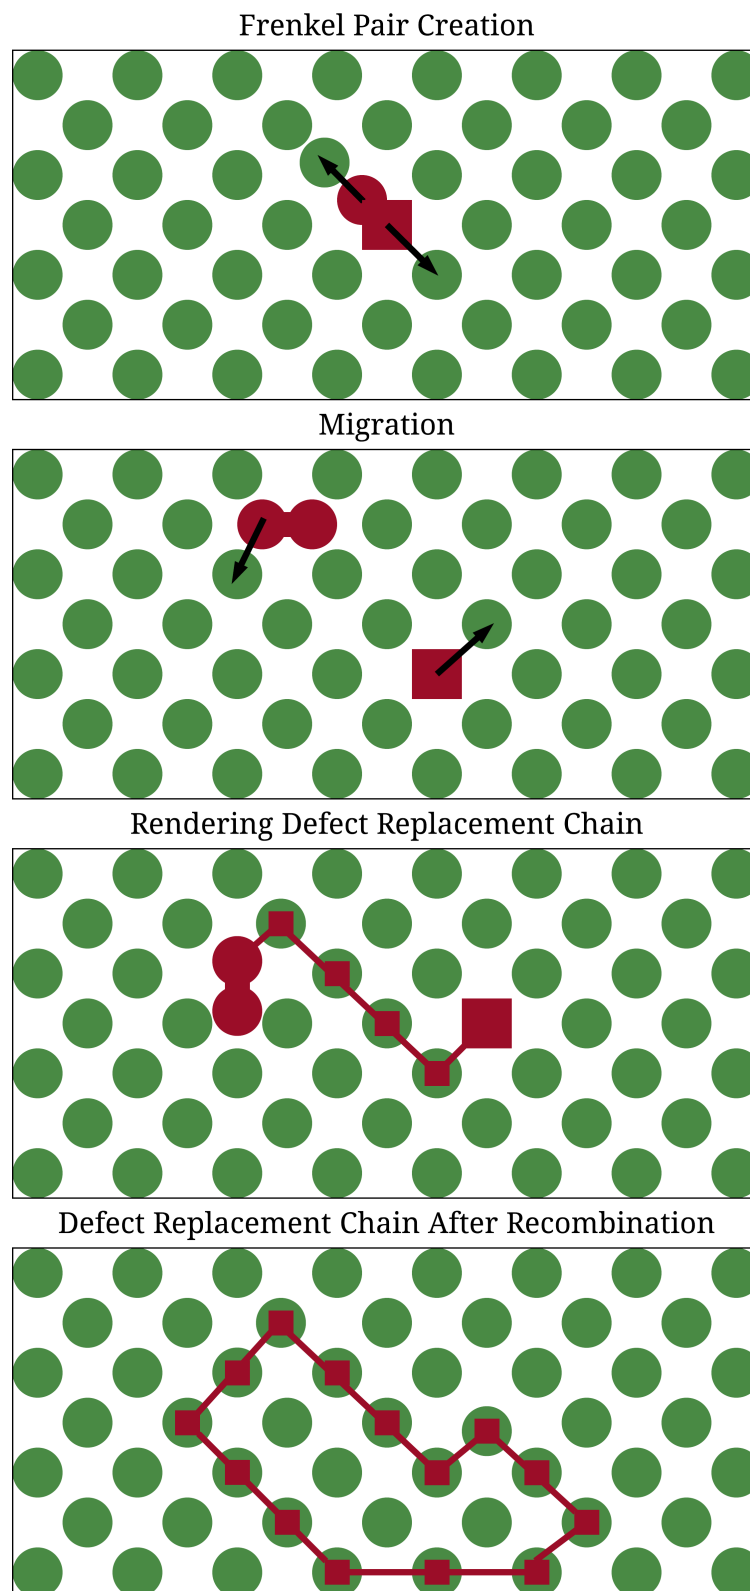 Frenkel Pair Creation
Migration
Rendering Defect Replacement Chain
Defect Replacement Chain After Recombination